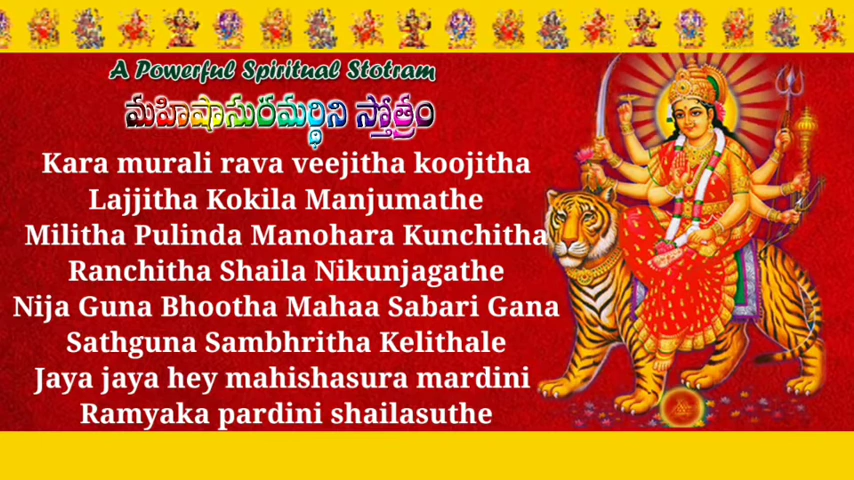 A Powerful Spiritual Stotram
మహిషాసురమర్ధిని స్తోత్రం
Kara murali rava veejitha koojitha
Lajjitha Kokila Manjumathe
Militha Pulinda Manohara Kunchitha
Ranchitha Shaila Nikunjagathe
Nija Guna Bhootha Mahaa Sabari Gana
Sathguna Sambhritha Kelithale
Jaya jaya hey mahishasura mardini
Ramyaka pardini shailasuthe